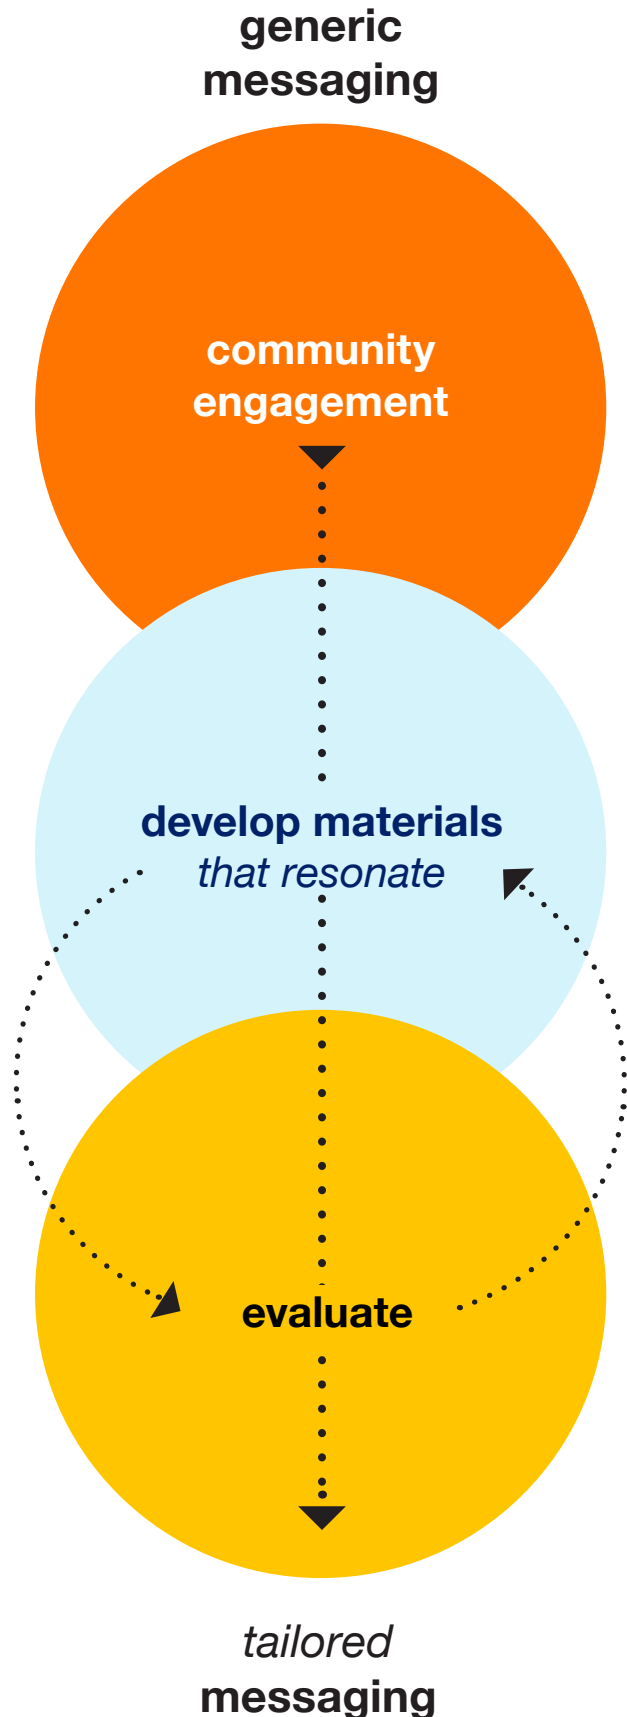 generic
messaging
community
engagement
develop materials
that resonate
evaluate
tailored
messaging